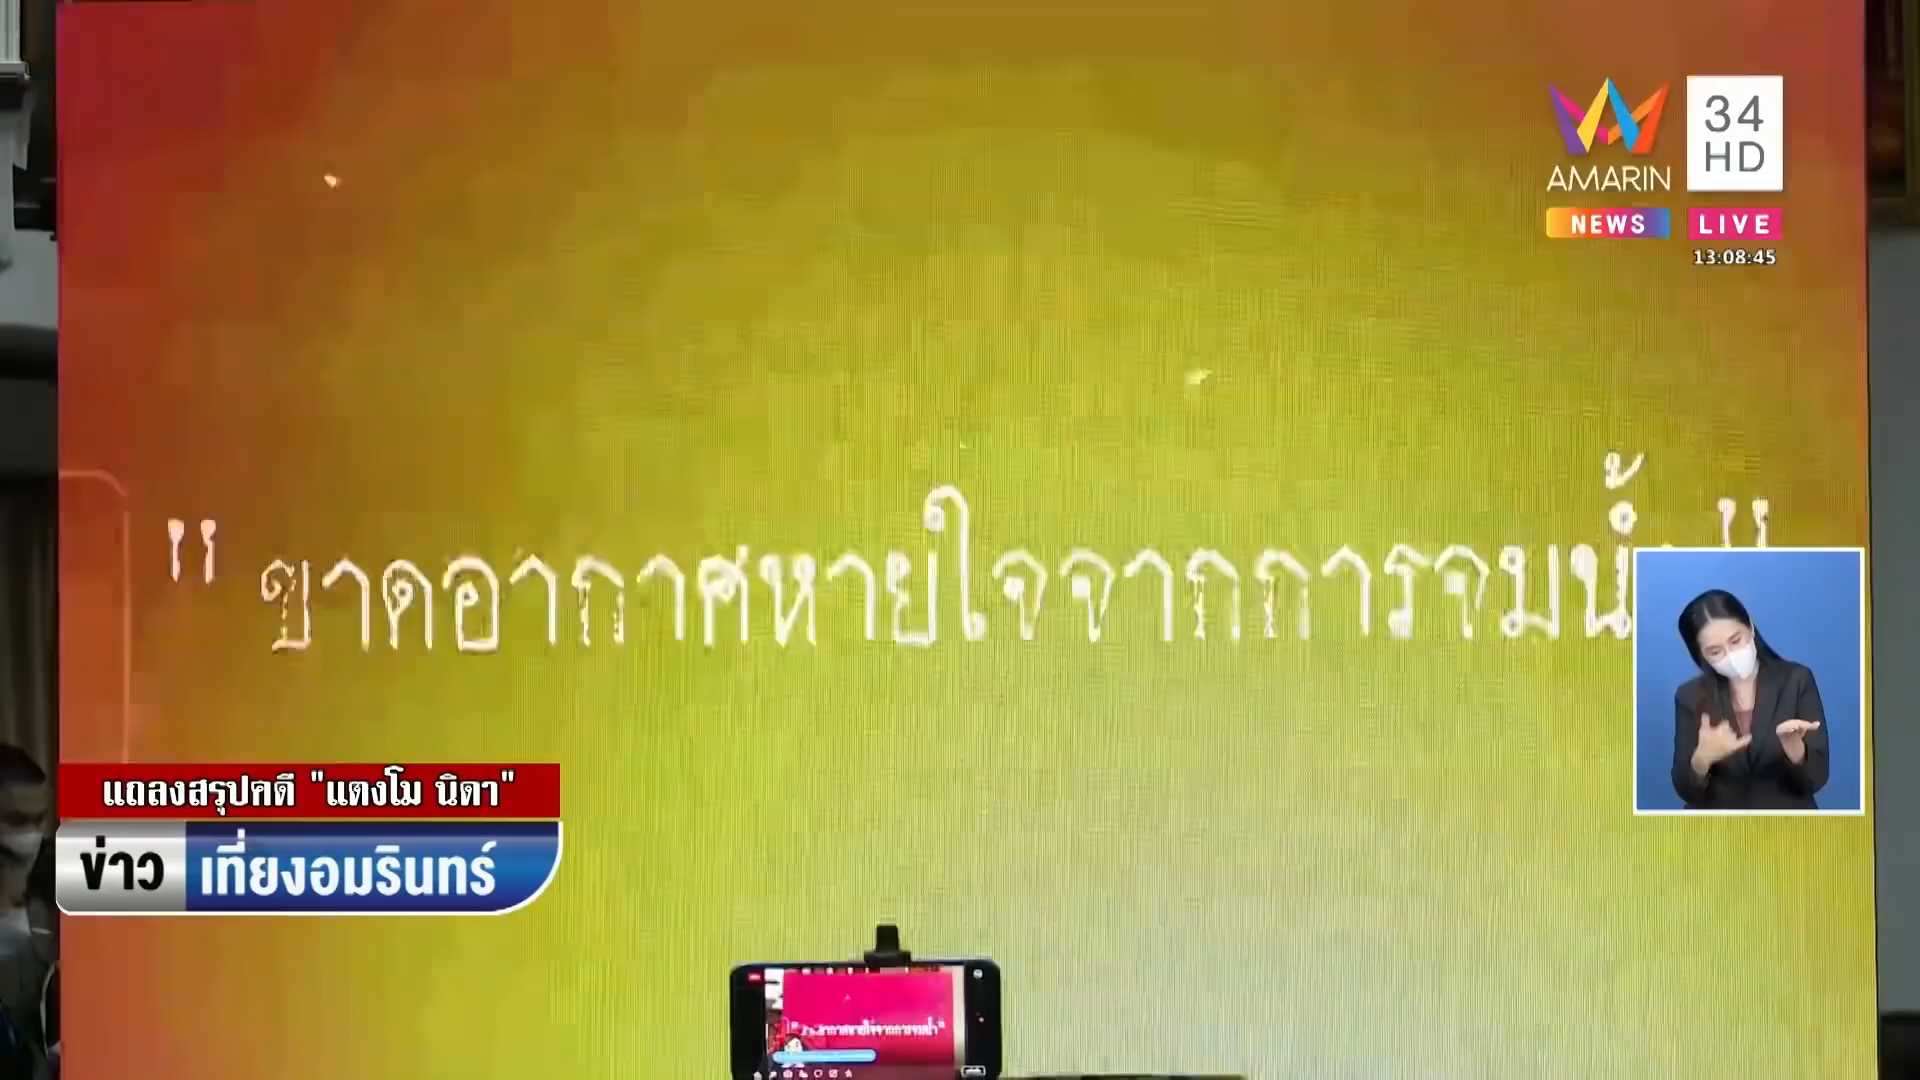 AMARIN
34
HD
NEWS
LIVE
13:08:45
" ขาดอากาศหายใจจากการจมน้ำ"
แถลงสรุปคดี "แตงโม นิดา"
ข่าว เที่ยงอมรินทร์